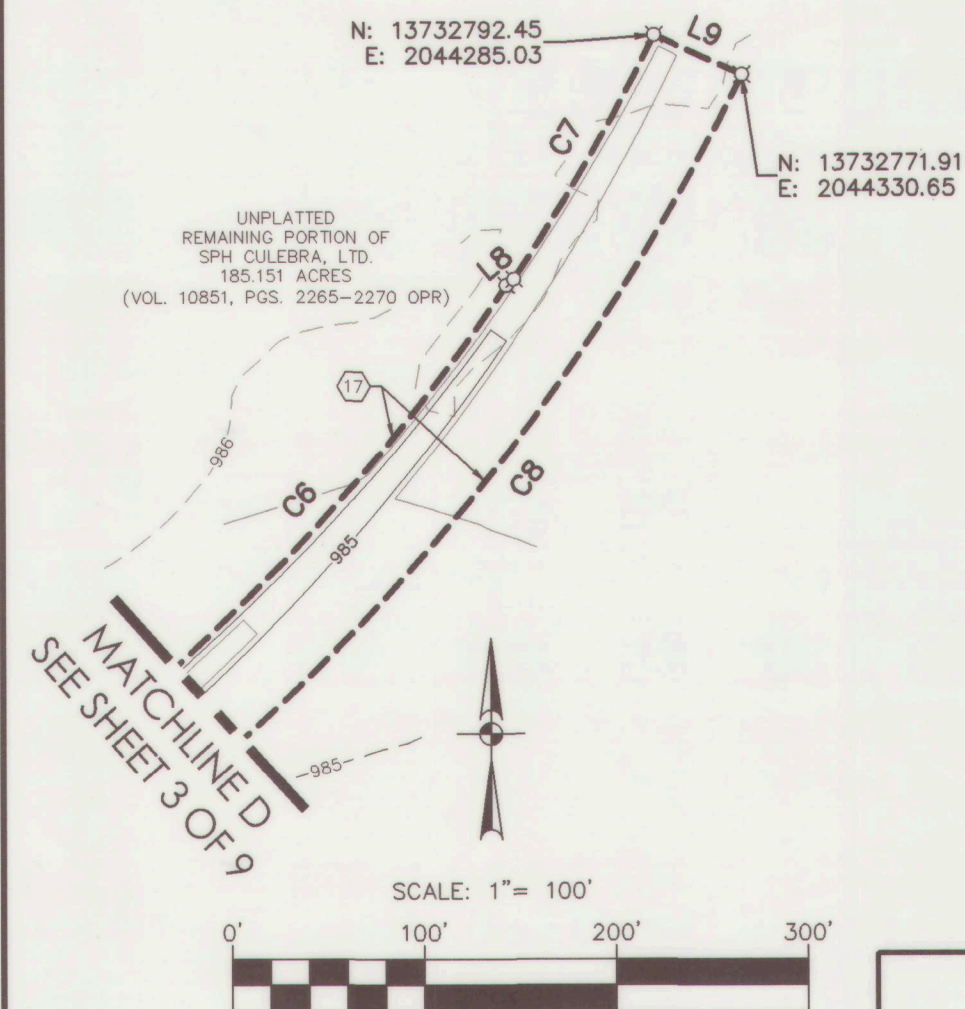 N: 13732792.45
E: 2044285.03
L9
C7
N: 13732771.91
E: 2044330.65
UNPLATTED
REMAINING PORTION OF
SPH CULEBRA, LTD.
185.151 ACRES
(VOL. 10851, PGS. 2265-2270 OPR)
L8
17
986
C6
C8
985
MATCHLINE D
SEE SHEET 3 OF 9
985
SCALE: 1"= 100'
0' 100' 200' 300'